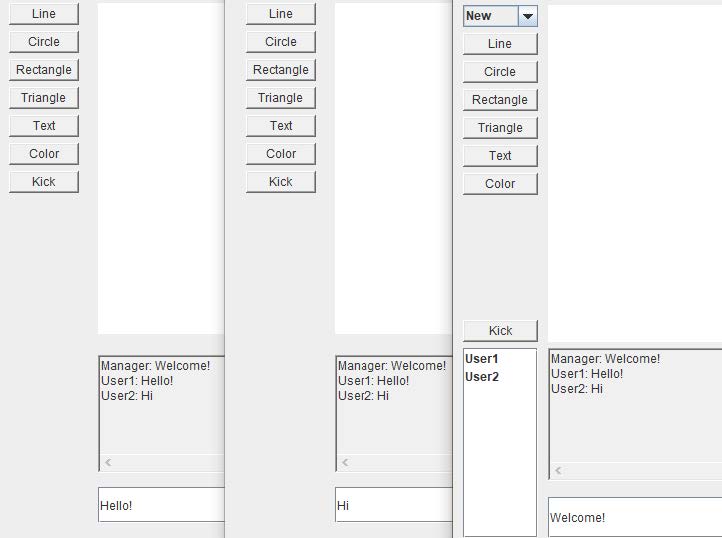 Line
Circle
Rectangle
Triangle
Text
Color
Kick
Manager: Welcome!
User1: Hello!
User2: Hi
Hello!
Line
Circle
Rectangle
Triangle
Text
Color
Kick
Manager: Welcome!
User1: Hello!
User2: Hi
Hi
New
Line
Circle
Rectangle
Triangle
Text
Color
Kick
User1
User2
Manager: Welcome!
User1: Hello!
User2: Hi
Welcome!